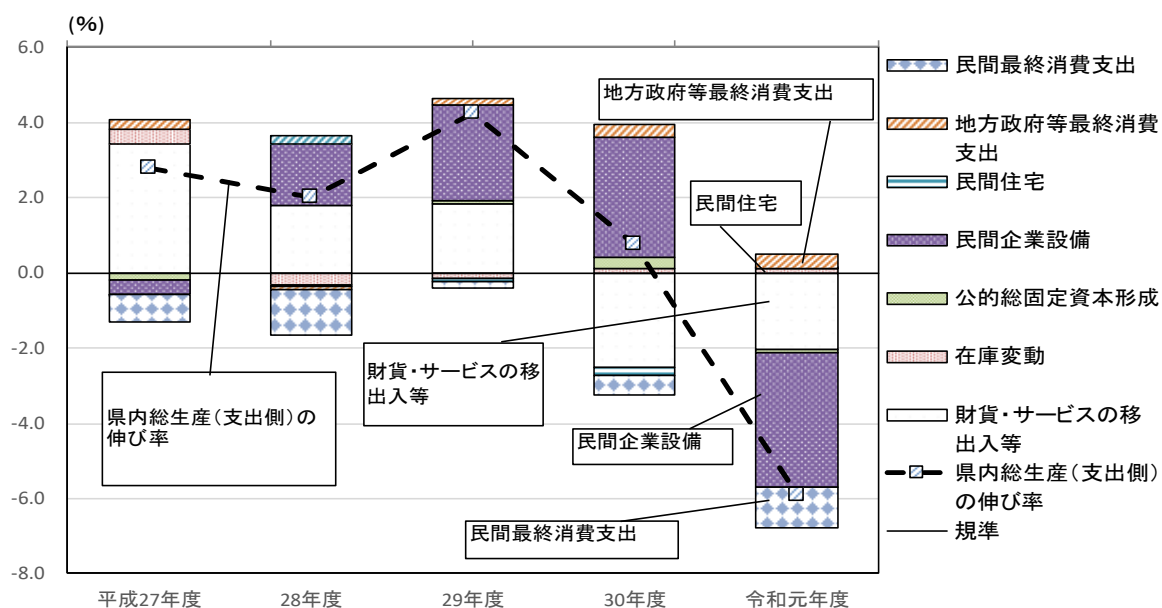 (%)
6.0
4.0
2.0
0.0
-2.0
-4.0
-6.0
-8.0
平成27年度
28年度
29年度
30年度
令和元年度
県内総生産(支出側)の
伸び率
財貨・サービスの移
出入等
地方政府等最終消費支出
民間住宅
民間企業設備
民間最終消費支出
民間最終消費支出
地方政府等最終消費
支出
民間住宅
民間企業設備
公的総固定資本形成
在庫変動
財貨・サービスの移
出入等
県内総生産(支出側)
の伸び率
規準